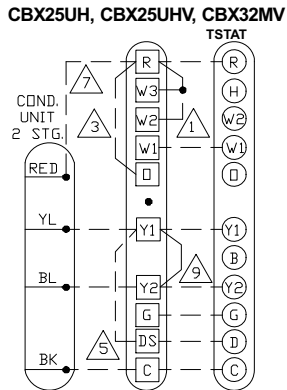 CBX25UH, CBX25UHV, CBX32MV
TSTAT
COND.
UNIT
2 STG.
7
R
R
W3
H
3
W2
1
W2
W1
W1
RED
O
O
YL
Y1
Y1
B
BL
Y2
9
Y2
G
G
5
DS
D
BK
C
C